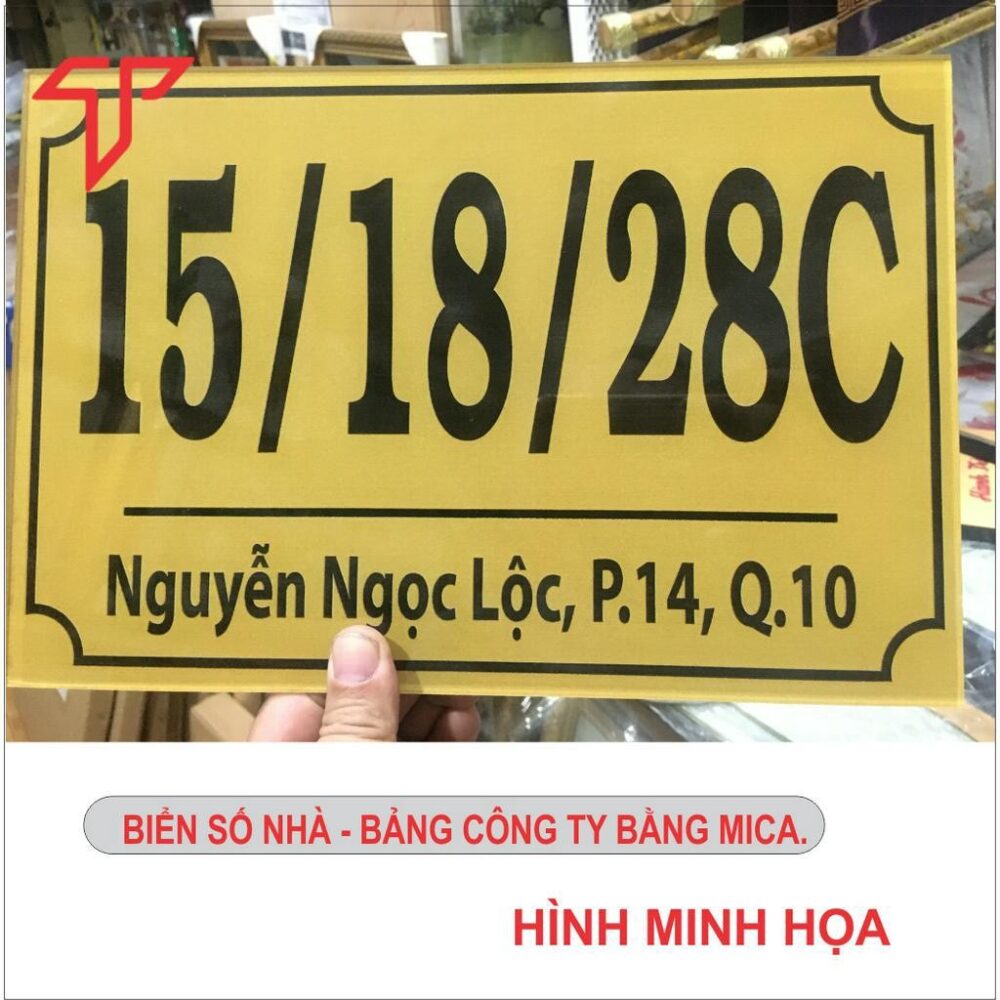 15/18/28C
Nguyễn Ngọc Lộc, P.14, Q.10
BIỂN SỐ NHÀ - BẢNG CÔNG TY BẰNG MICA.
HÌNH MINH HỌA